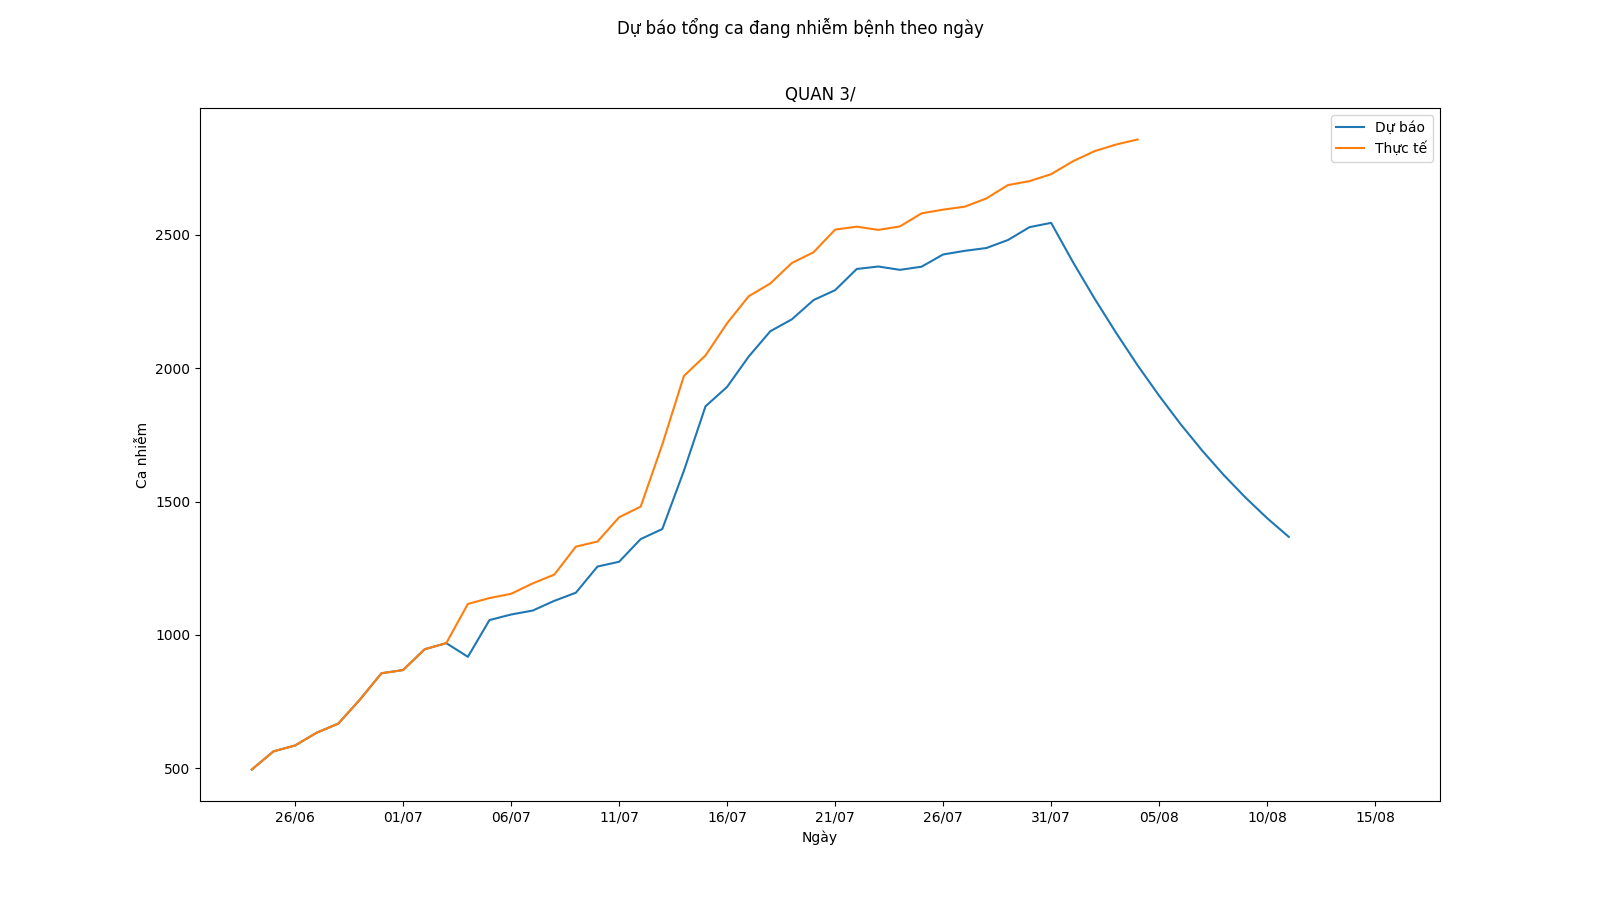 Dự báo tổng ca đang nhiễm bệnh theo ngày
QUAN 3/
Dự báo
Thực tế
Ca nhiễm
2500
2000
1500
1000
500
26/06 01/07 06/07 11/07 16/07 21/07 26/07 31/07 05/08 10/08 15/08
Ngày